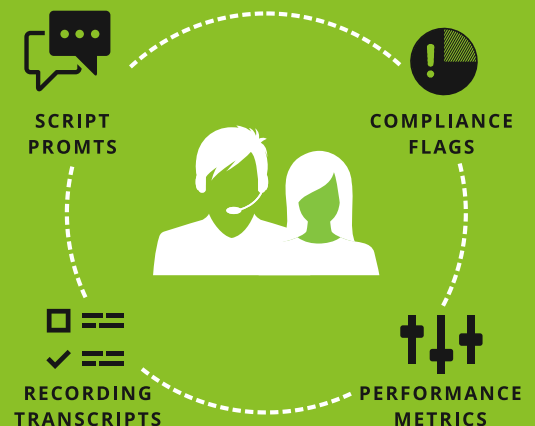 SCRIPT
PROMTS
COMPLIANCE
FLAGS
RECORDING
TRANSCRIPTS
PERFORMANCE
METRICS